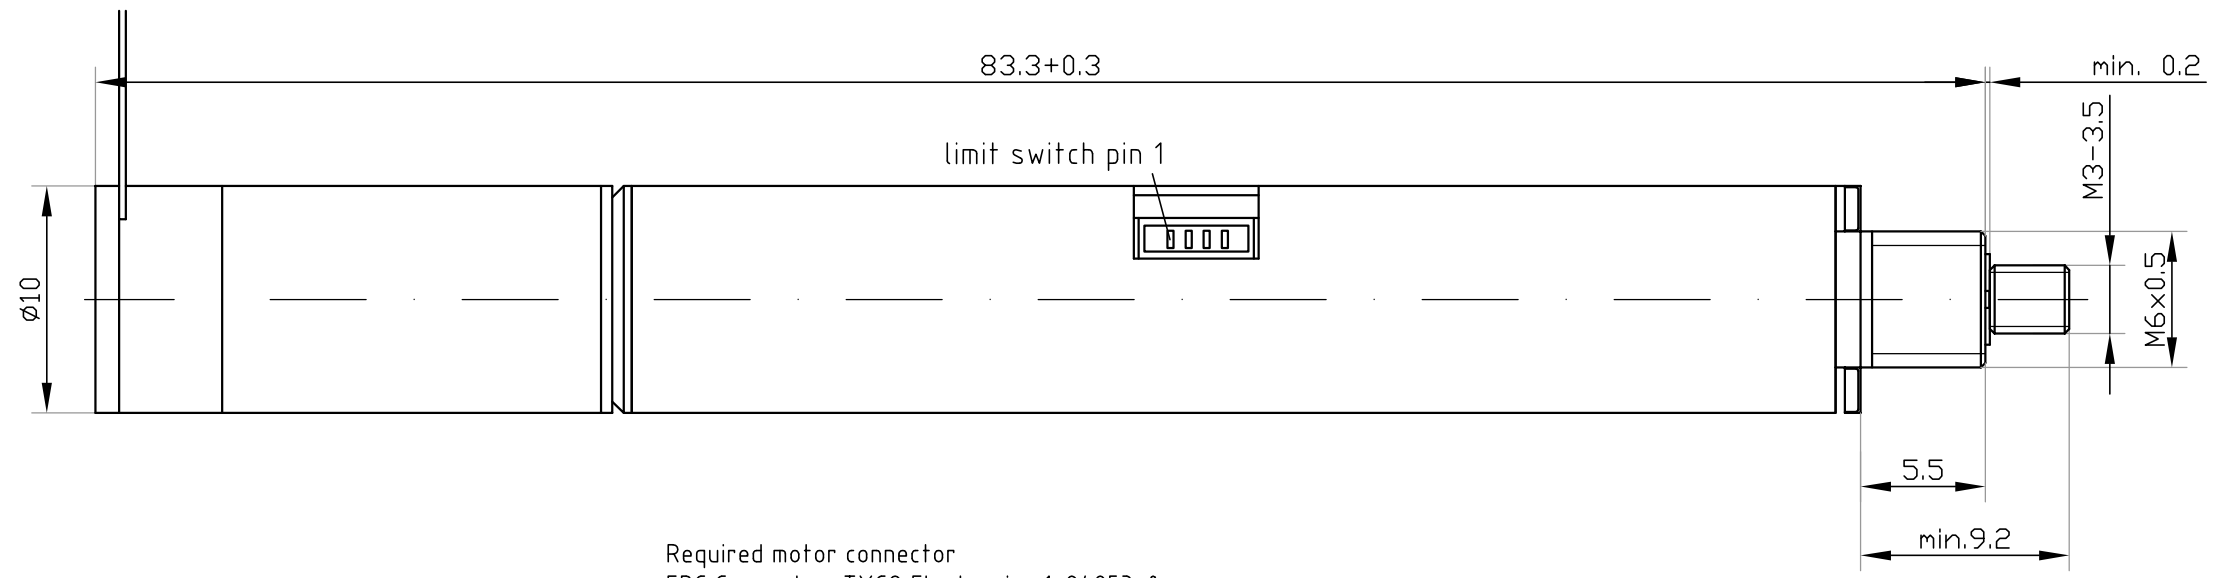 83.3+0.3
min. 0.2
M3-3.5
limit switch pin 1
Ø10
M6x0.5
5.5
min.9.2
Required motor connector